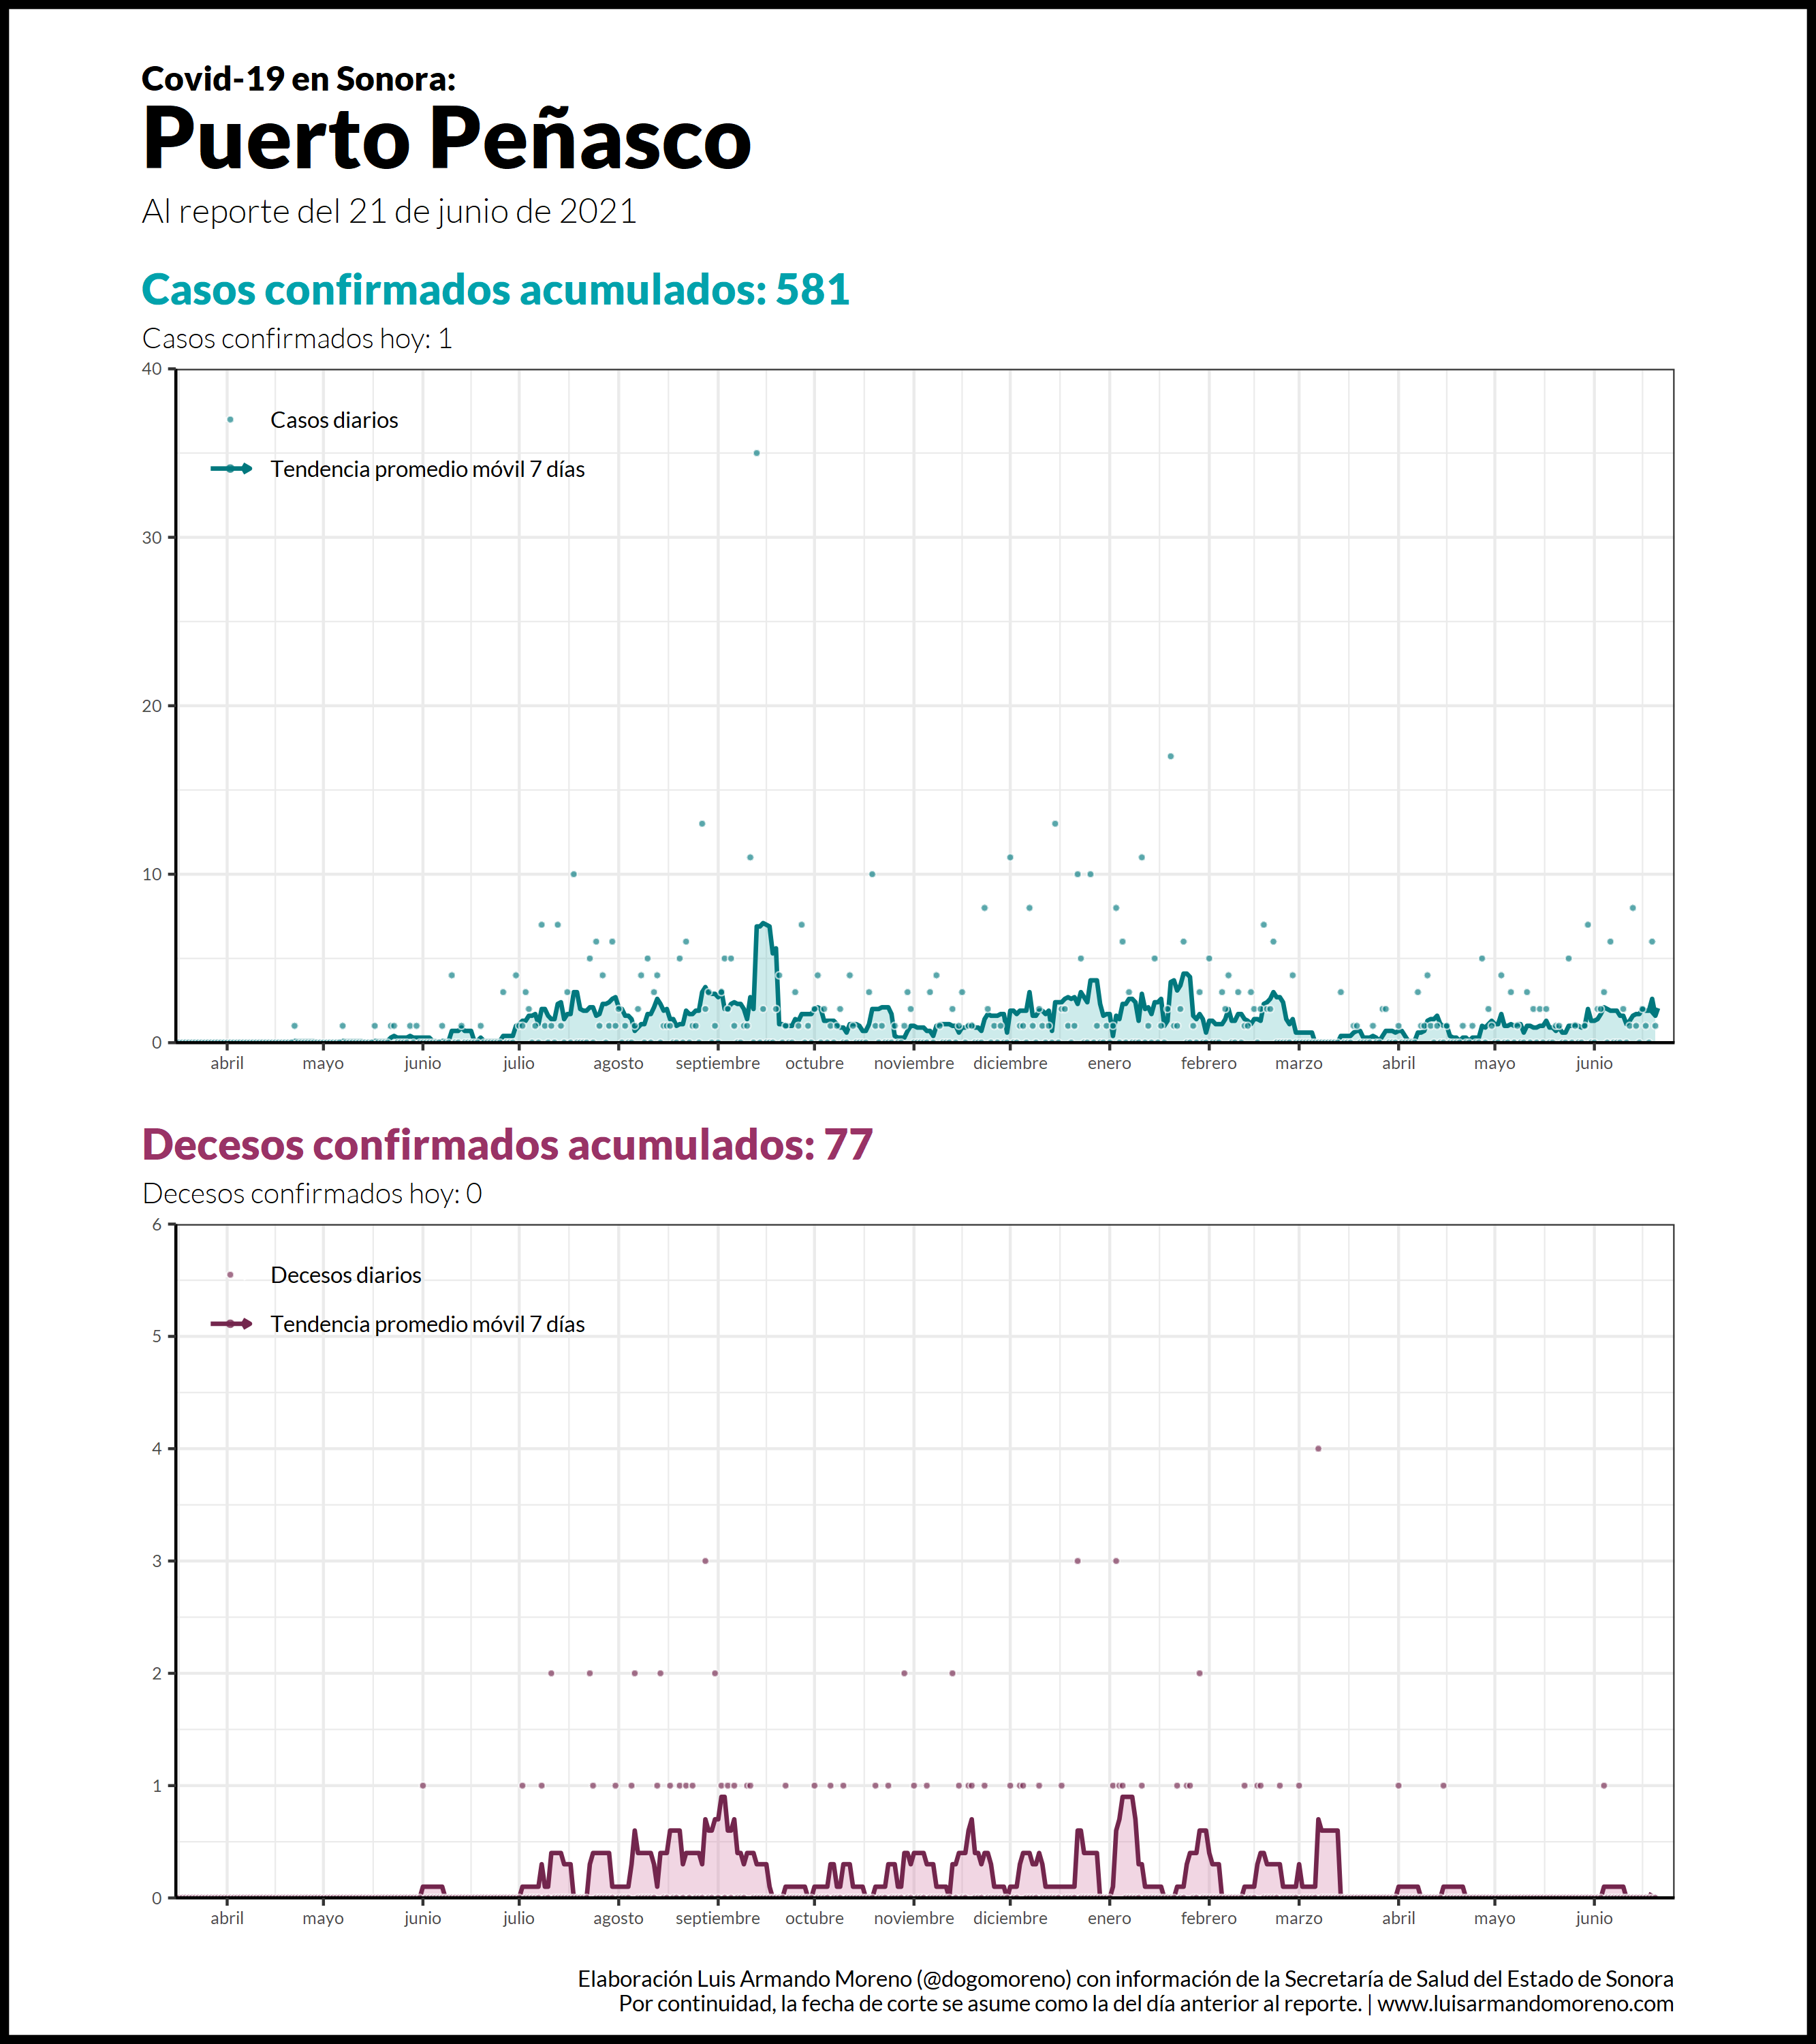 Covid-19 en Sonora:
Puerto Peñasco
Al reporte del 21 de junio de 2021
Casos confirmados acumulados: 581
Casos confirmados hoy: 1
40
Casos diarios
Tendencia promedio móvil 7 días
30
20
10
0
abril mayo junio julio agosto septiembre octubre noviembre diciembre enero febrero marzo abril mayo junio
Decesos confirmados acumulados: 77
Decesos confirmados hoy: 0
6
Decesos diarios
Tendencia promedio móvil 7 días
5
4
3
2
1
0
abril mayo junio julio agosto septiembre octubre noviembre diciembre enero febrero marzo abril mayo junio
Elaboración Luis Armando Moreno (@dogomoreno) con información de la Secretaría de Salud del Estado de Sonora
Por continuidad, la fecha de corte se asume como la del día anterior al reporte. | www.luisarmandomoreno.com